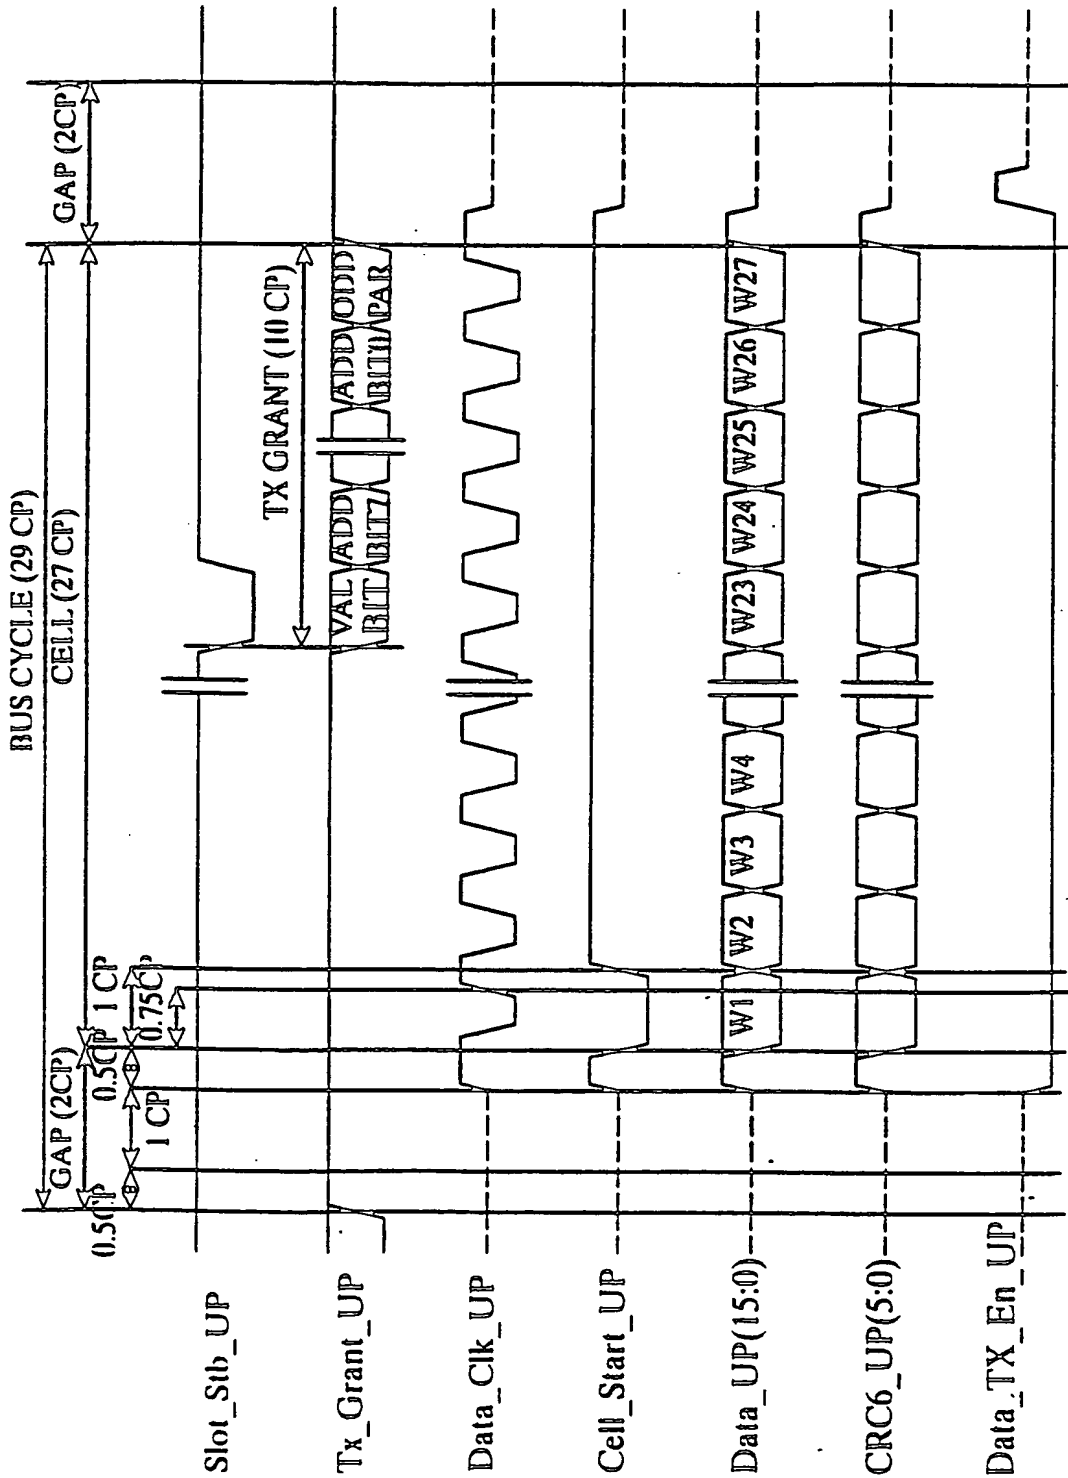 BUS CYCLE (29 CP)
GAP (2CP)
CELL (27 CP)
GAP (2CP)
0.5CP
1 CP
0.5CP
1 CP
0.75CP
TX GRANT (10 CP)
Slot_Stb_UP
Tx_Grant_UP
VAL BIT
ADD BIT7
ADD BIT0
ODD PAR
Data_Clk_UP
Cell_Start_UP
Data_UP(15:0)
W1 W2 W3 W4 W23 W24 W25 W26 W27
CRC6_UP(5:0)
Data_TX_En_UP